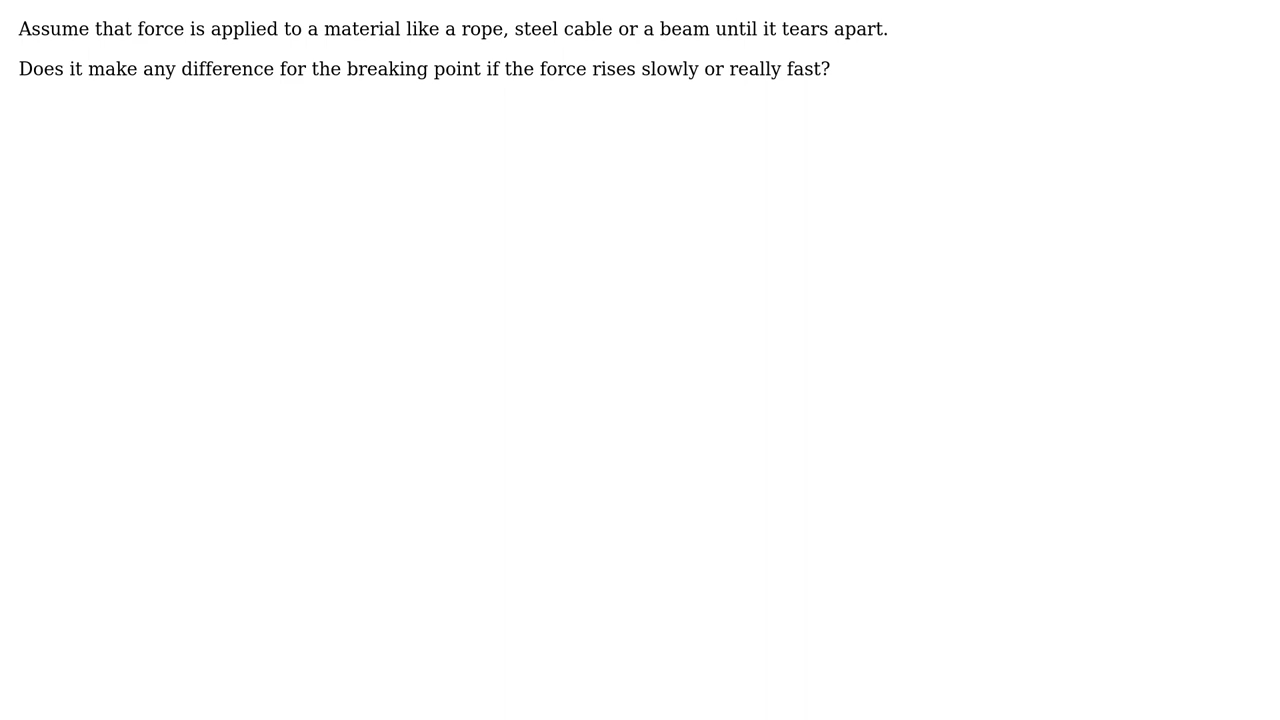 Assume that force is applied to a material like a rope, steel cable or a beam until it tears apart.
Does it make any difference for the breaking point if the force rises slowly or really fast?